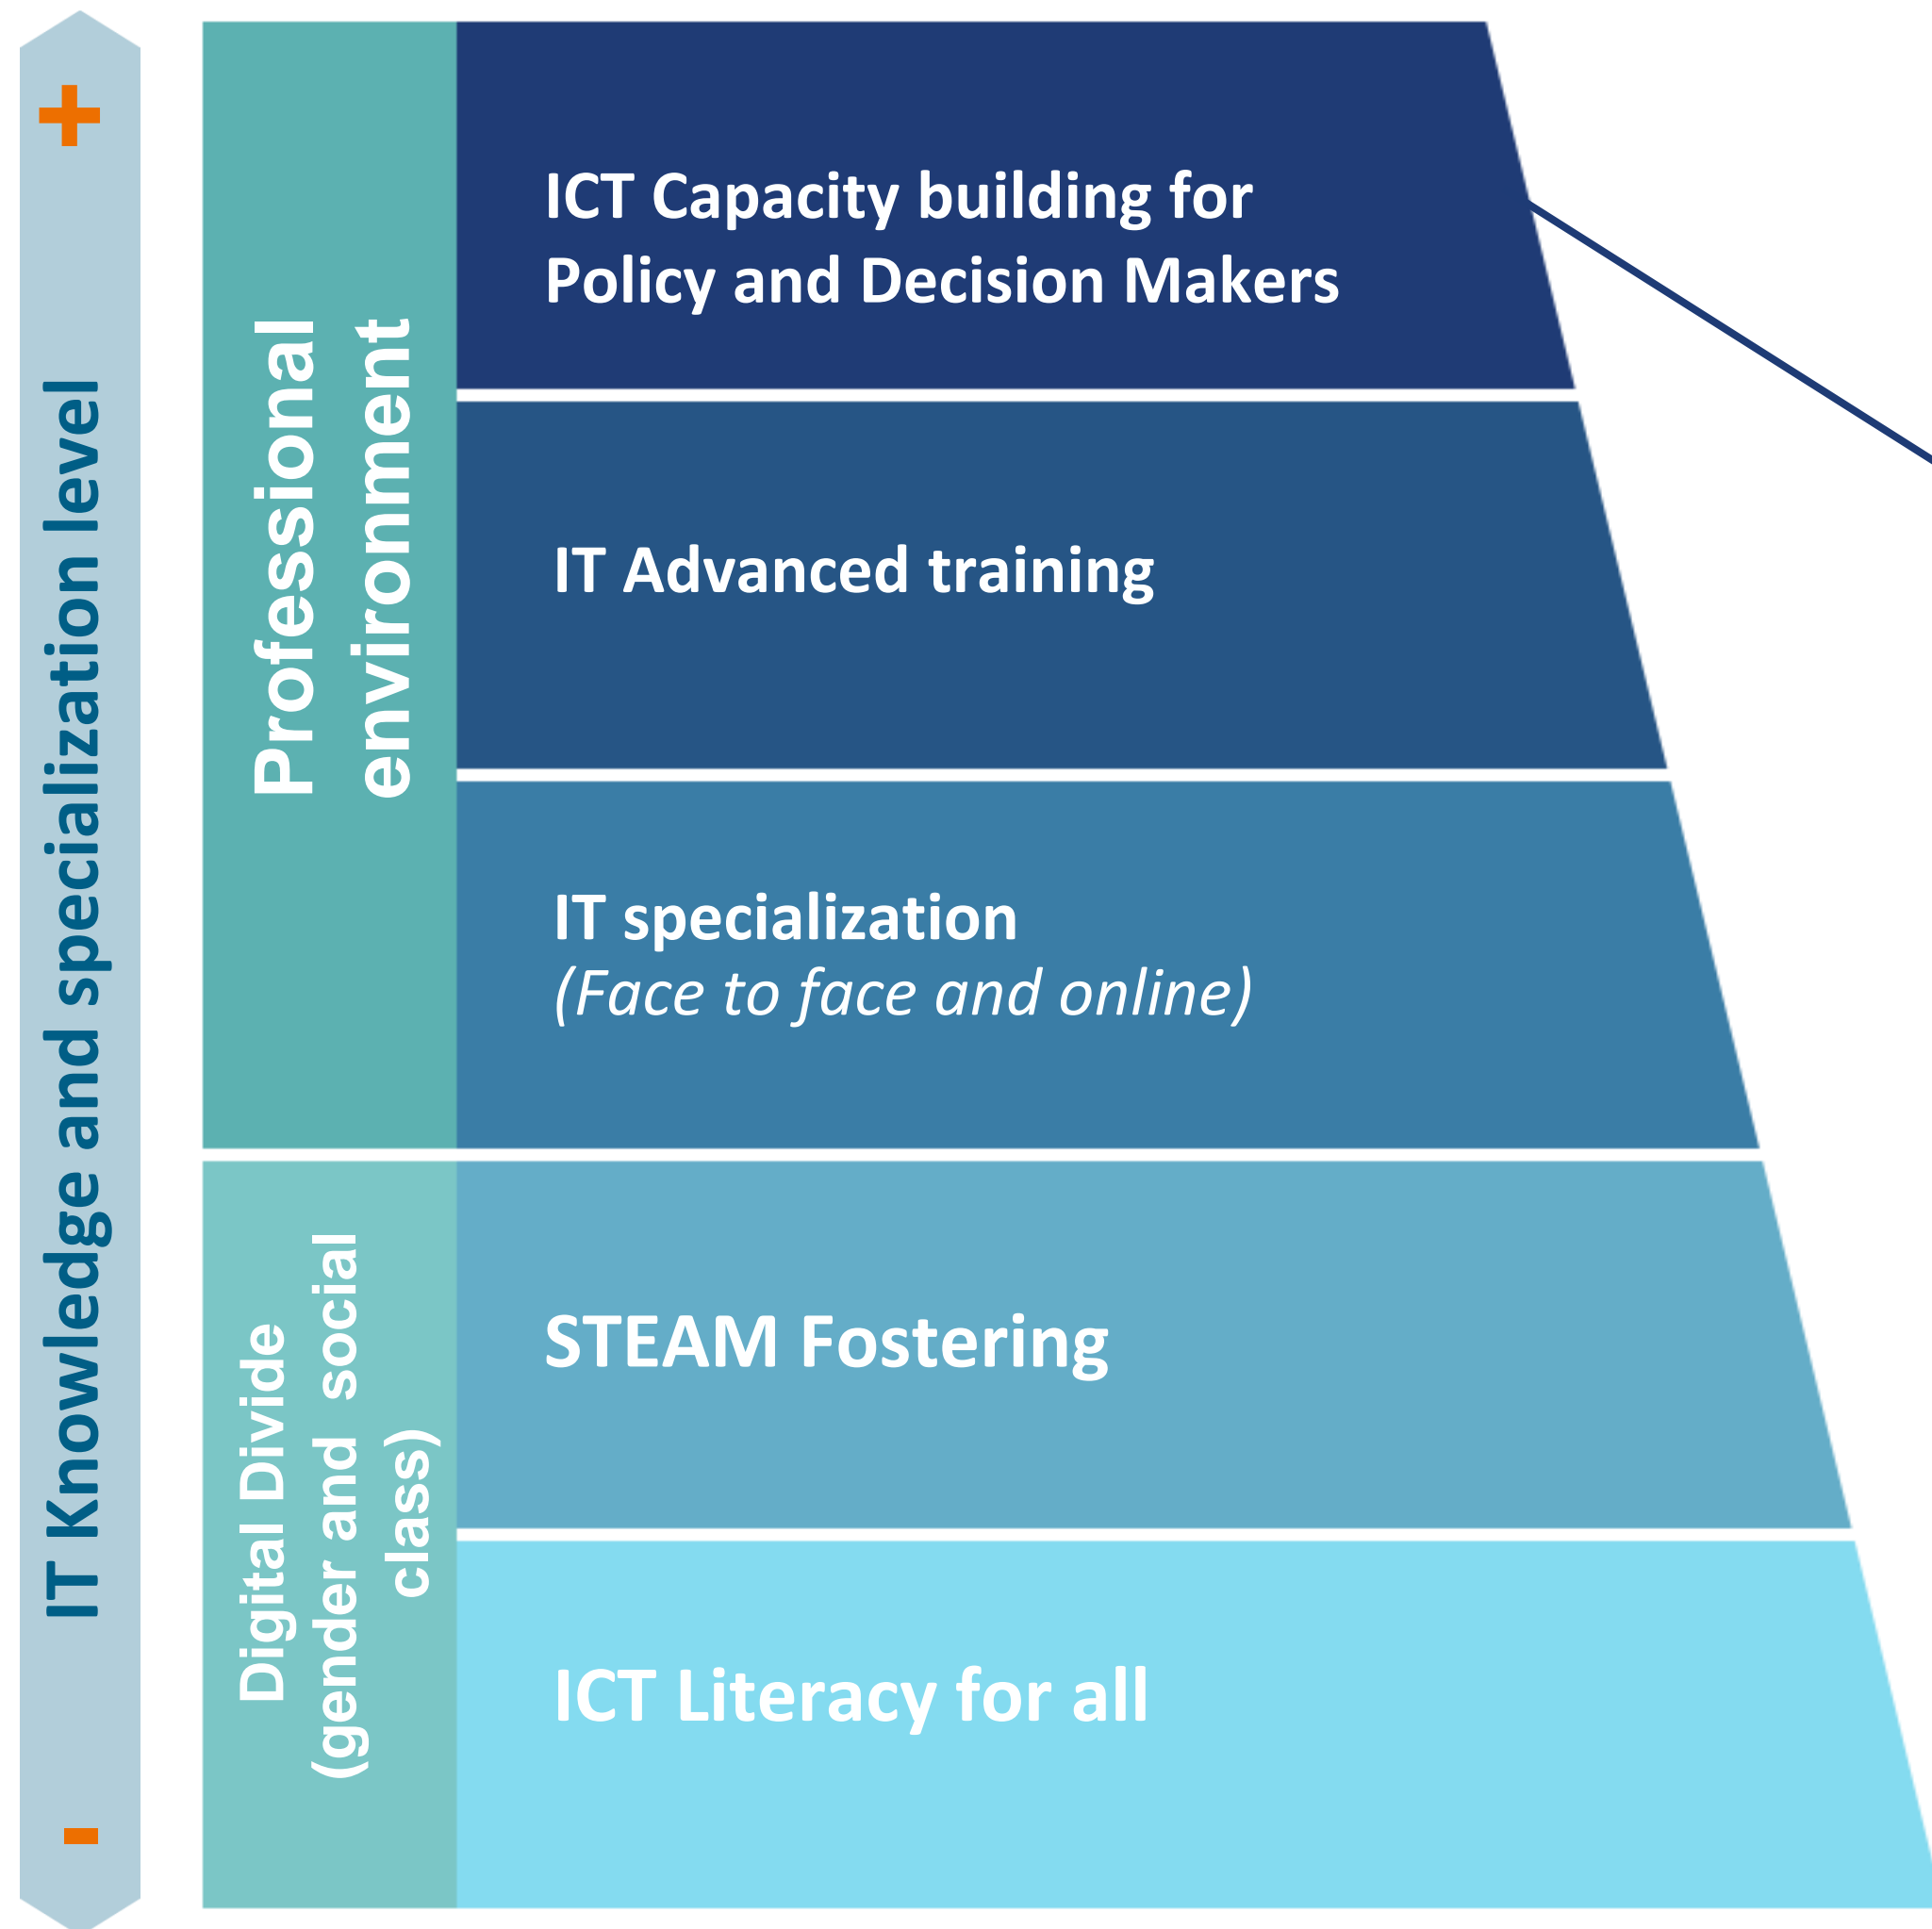 +
IT Knowledge and specialization level
-
Professional
environment
ICT Capacity building for
Policy and Decision Makers
IT Advanced training
IT specialization
(Face to face and online)
Digital Divide
(gender and social
class)
STEAM Fostering
ICT Literacy for all